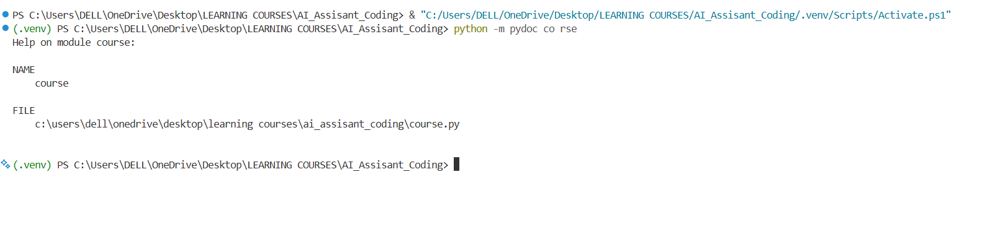 PS C:\Users\DELL\OneDrive\Desktop\LEARNING COURSES\AI_Assisant_Coding> & "C:/Users/DELL/OneDrive/Desktop/LEARNING COURSES/AI_Assisant_Coding/.venv/Scripts/Activate.ps1"
(.venv) PS C:\Users\DELL\OneDrive\Desktop\LEARNING COURSES\AI_Assisant_Coding> python -m pydoc co rse
Help on module course:
NAME
course
FILE
c:\users\dell\onedrive\desktop\learning courses\ai_assisant_coding\course.py
(.venv) PS C:\Users\DELL\OneDrive\Desktop\LEARNING COURSES\AI_Assisant_Coding>